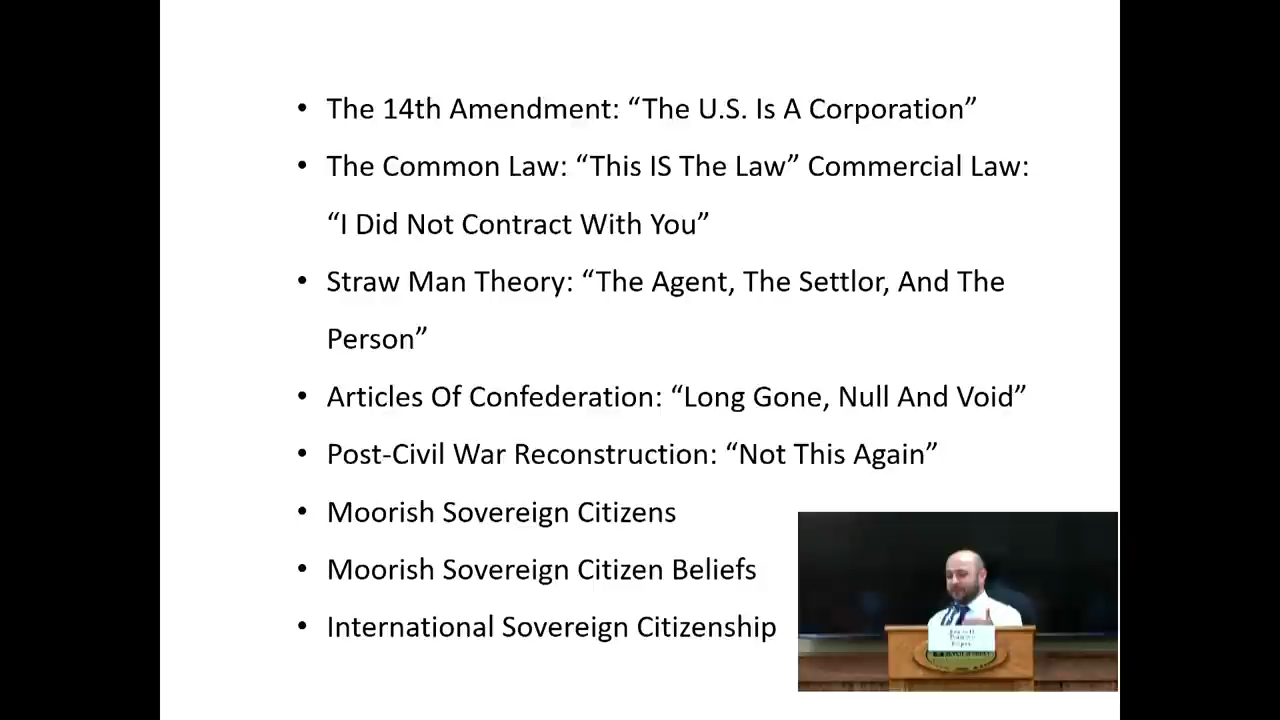 • The 14th Amendment: “The U.S. Is A Corporation”
• The Common Law: “This IS The Law” Commercial Law:
“I Did Not Contract With You”
• Straw Man Theory: “The Agent, The Settlor, And The
Person”
• Articles Of Confederation: “Long Gone, Null And Void”
• Post-Civil War Reconstruction: “Not This Again”
• Moorish Sovereign Citizens
• Moorish Sovereign Citizen Beliefs
• International Sovereign Citizenship